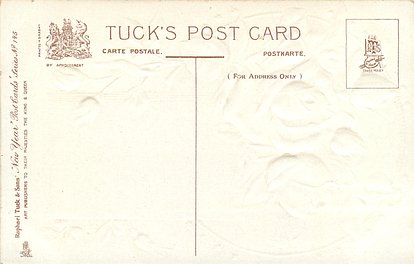 TUCK'S POST CARD
CARTE POSTALE.
POSTKARTE.
( FOR ADDRESS ONLY )
BY APPOINTMENT
Raphael Tuck & Sons' "New Year" Post Cards Series No
ART PUBLISHERS TO THEIR MAJESTIES THE KING & QUEEN